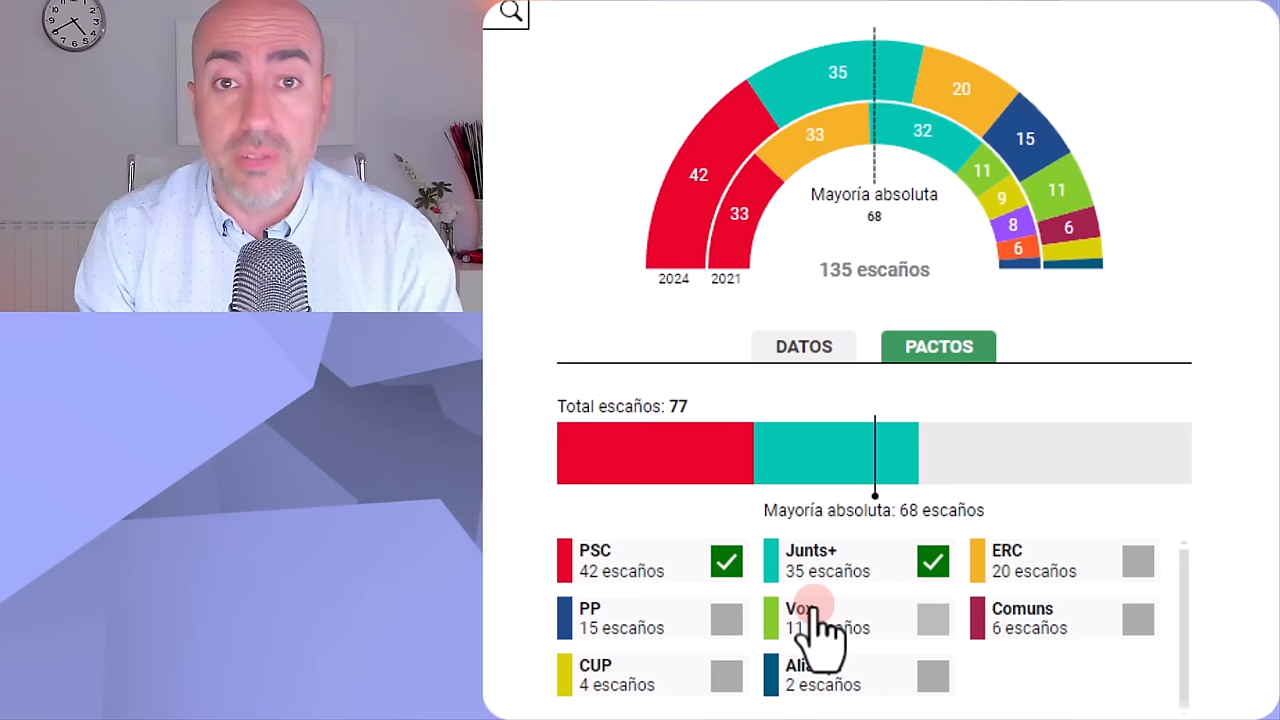 35
20
33
32
15
42
11
11
33
9
8
6
6
Mayoría absoluta
68
135 escaños
2024
2021
DATOS
PACTOS
Total escaños: 77
Mayoría absoluta: 68 escaños
PSC
42 escaños
Junts+
35 escaños
ERC
20 escaños
PP
15 escaños
Comuns
6 escaños
CUP
4 escaños
2 escaños